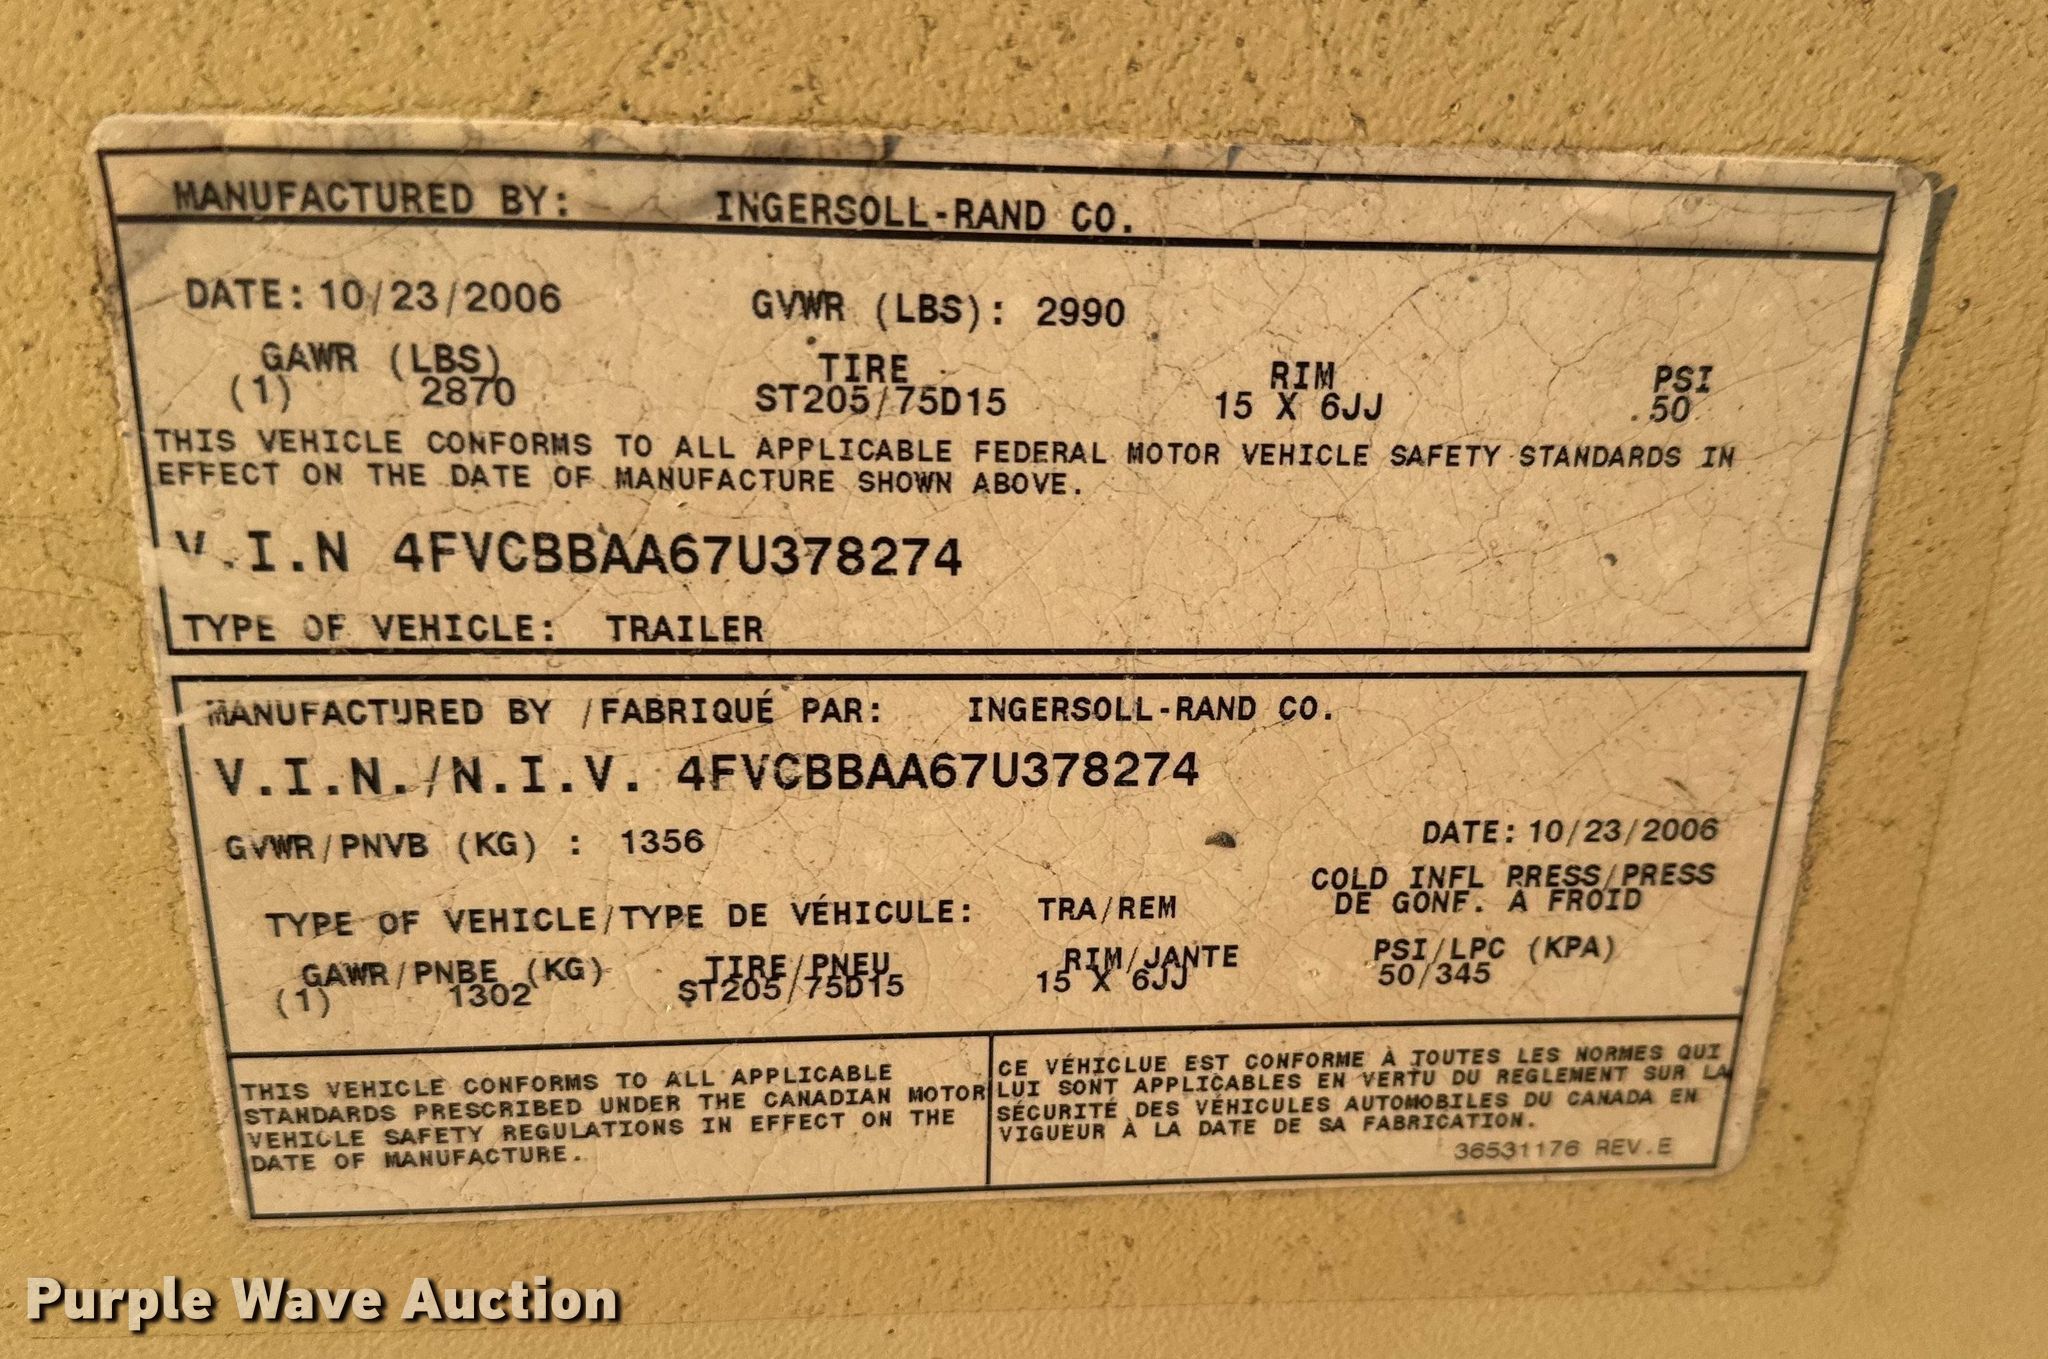 MANUFACTURED BY: INGERSOLL-RAND CO.
DATE: 10/23/2006 GVWR (LBS): 2990
GAWR (LBS) TIRE RIM PSI
(1) 2870 ST205/75D15 15 X 6JJ 50
THIS VEHICLE CONFORMS TO ALL APPLICABLE FEDERAL MOTOR VEHICLE SAFETY STANDARDS IN
EFFECT ON THE DATE OF MANUFACTURE SHOWN ABOVE.
V.I.N 4FVCBBAA67U378274
TYPE OF VEHICLE: TRAILER
MANUFACTURED BY /FABRIQUÉ PAR: INGERSOLL-RAND CO.
V.I.N./N.I.V. 4FVCBBAA67U378274
GVWR/PNVB (KG) : 1356 DATE: 10/23/2006
COLD INFL PRESS/PRESS
DE GONF. À FROID
TYPE OF VEHICLE/TYPE DE VÉHICULE: TRA/REM
GAWR/PNBE (KG) TIRE/PNEU RIM/JANTE PSI/LPC (KPA)
(1) 1302 ST205/75D15 15 X 6JJ 50/345
THIS VEHICLE CONFORMS TO ALL APPLICABLE
STANDARDS PRESCRIBED UNDER THE CANADIAN MOTOR
VEHICLE SAFETY REGULATIONS IN EFFECT ON THE
DATE OF MANUFACTURE.
CE VÉHICLUE EST CONFORME À TOUTES LES NORMES QUI
LUI SONT APPLICABLES EN VERTU DU REGLEMENT SUR LA
SÉCURITÉ DES VÉHICULES AUTOMOBILES DU CANADA EN
VIGUEUR À LA DATE DE SA FABRICATION.
36531176 REV.E
Purple Wave Auction